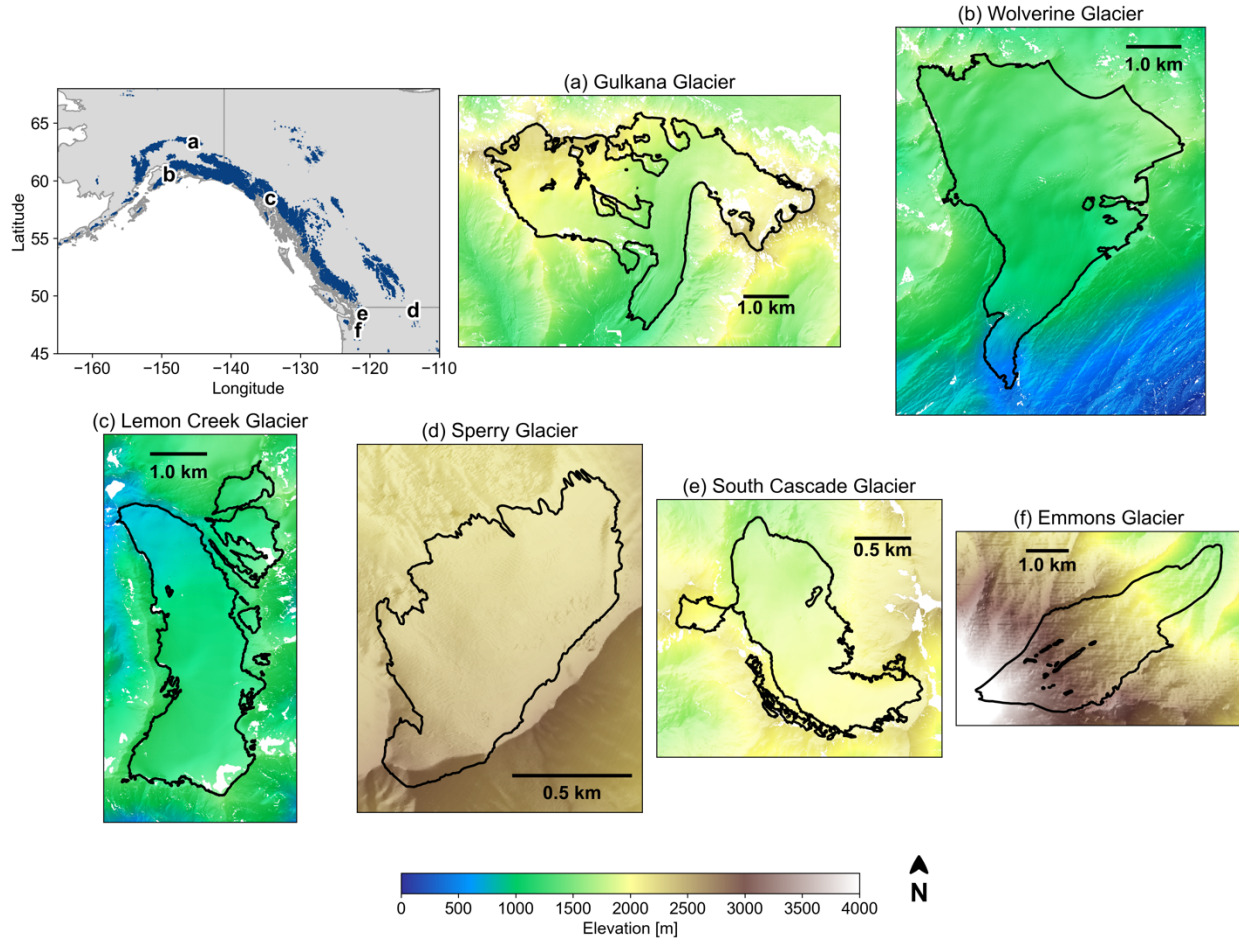 (b) Wolverine Glacier
1.0 km
(a) Gulkana Glacier
1.0 km
65
60
55
50
45
Latitude
a
b
c
d
e
f
−160
−150
−140
−130
−120
−110
Longitude
(c) Lemon Creek Glacier
1.0 km
(d) Sperry Glacier
0.5 km
(e) South Cascade Glacier
0.5 km
(f) Emmons Glacier
1.0 km
0
500
1000
1500
2000
2500
3000
3500
4000
Elevation [m]
N